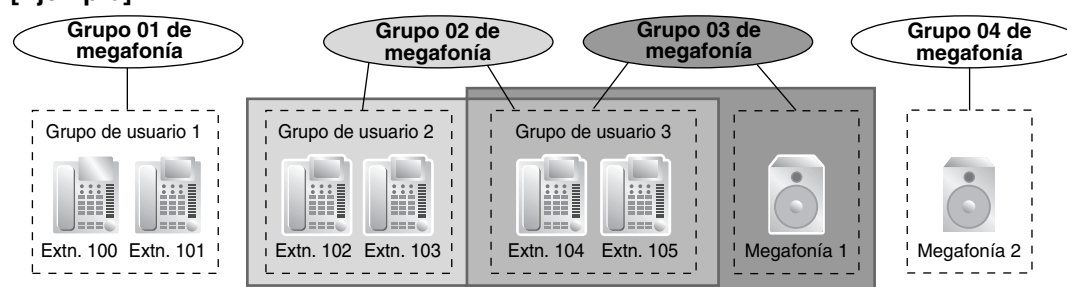 Grupo 01 de
megafonía
Grupo 02 de
megafonía
Grupo 03 de
megafonía
Grupo 04 de
megafonía
Grupo de usuario 1
Grupo de usuario 2
Grupo de usuario 3
Extn. 100 Extn. 101
Extn. 102 Extn. 103
Extn. 104 Extn. 105
Megafonía 1
Megafonía 2